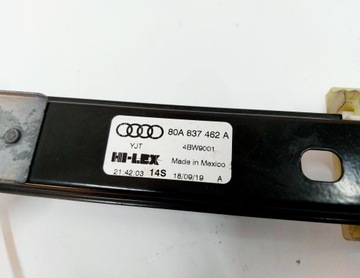 80A 837 462 A
YJT 4BW9001
HI-LEX Made in Mexico
21:42:03 14S 18/09/19 A